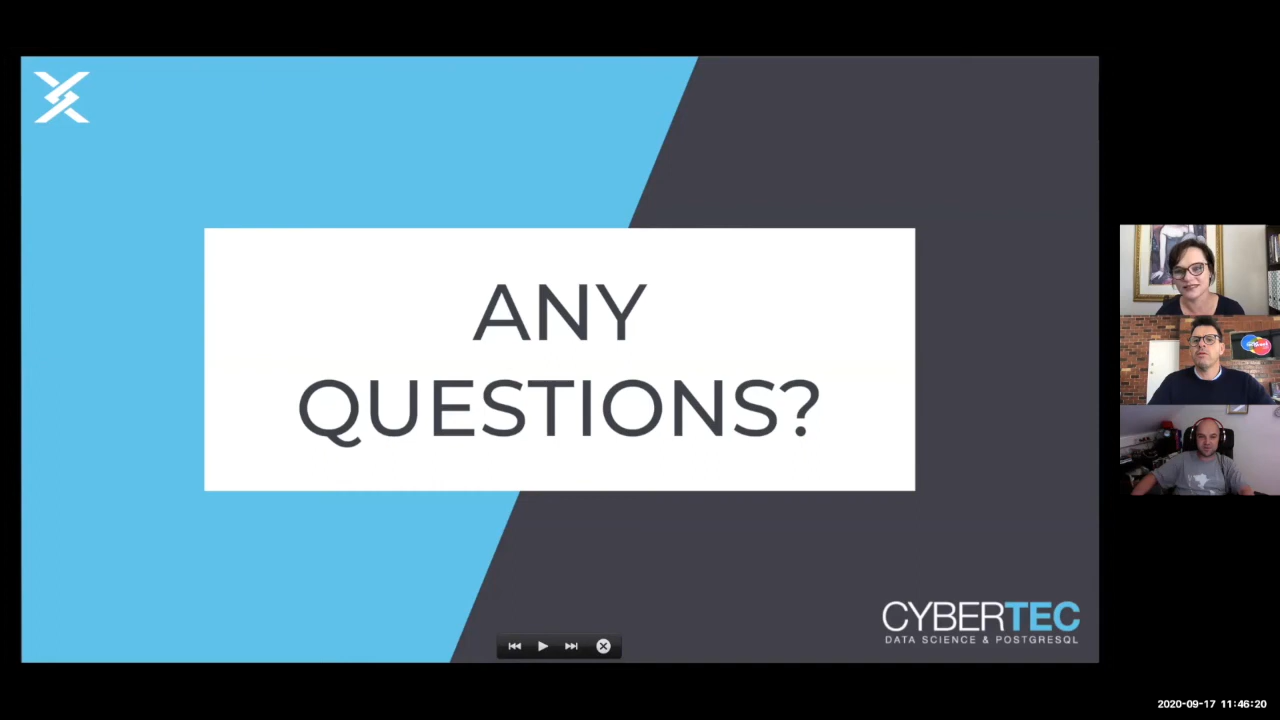 ANY
QUESTIONS?
CYBERTEC
DATA SCIENCE & POSTGRESQL
2020-09-17 11:46:20